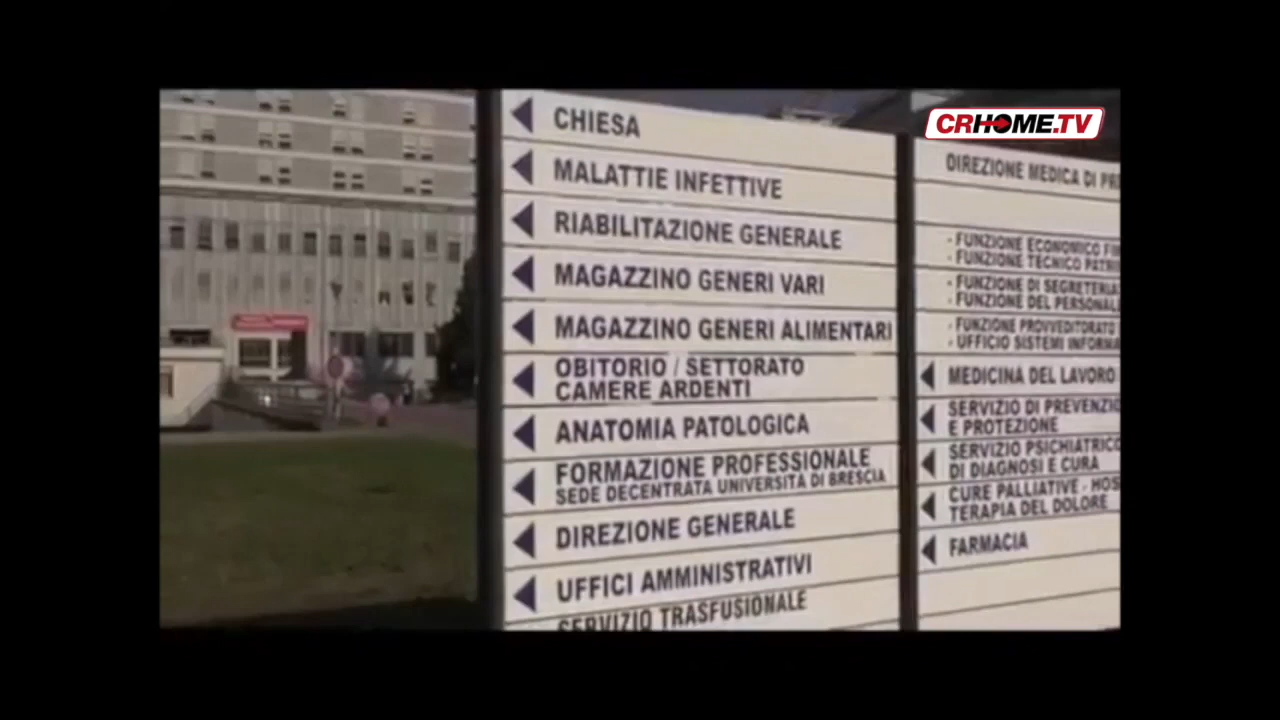 CRHOME.TV
CHIESA
MALATTIE INFETTIVE
RIABILITAZIONE GENERALE
MAGAZZINO GENERI VARI
MAGAZZINO GENERI ALIMENTARI
OBITORIO / SETTORATO
CAMERE ARDENTI
ANATOMIA PATOLOGICA
FORMAZIONE PROFESSIONALE
SEDE DECENTRATA UNIVERSITÀ DI BRESCIA
DIREZIONE GENERALE
UFFICI AMMINISTRATIVI
SERVIZIO TRASFUSIONALE
DIREZIONE MEDICA DI
- FUNZIONE ECONOMICO
- FUNZIONE TECNICO
- FUNZIONE DI
- FUNZIONE DEL
- FUNZIONE PROVVEDITORATO
- UFFICIO SISTEMI
MEDICINA DEL LAVORO
SERVIZIO DI
E PROTEZIONE
SERVIZIO PSICHIATRICO
DI DIAGNOSI E CURA
CURE PALLIATIVE -
TERAPIA DEL DOLORE
FARMACIA